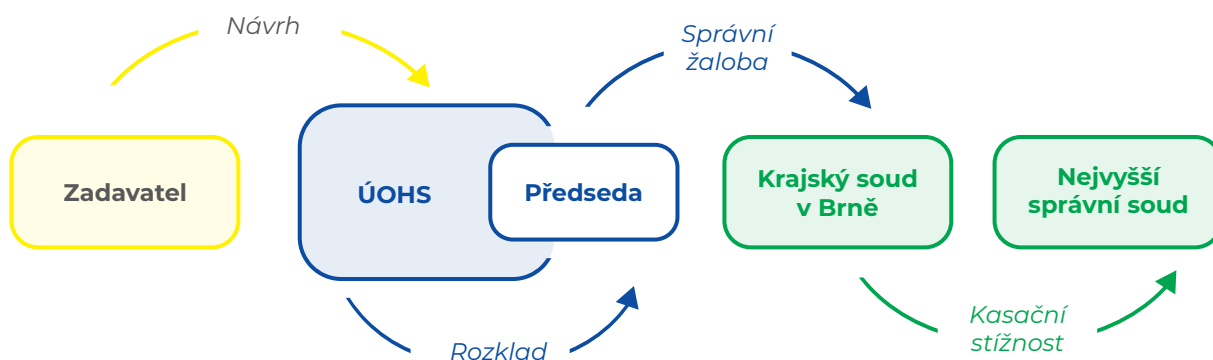 Návrh
Správní
žaloba
Zadavatel
ÚOHS
Předseda
Krajský soud
v Brně
Nejvyšší
správní soud
Rozklad
Kasační
stížnost